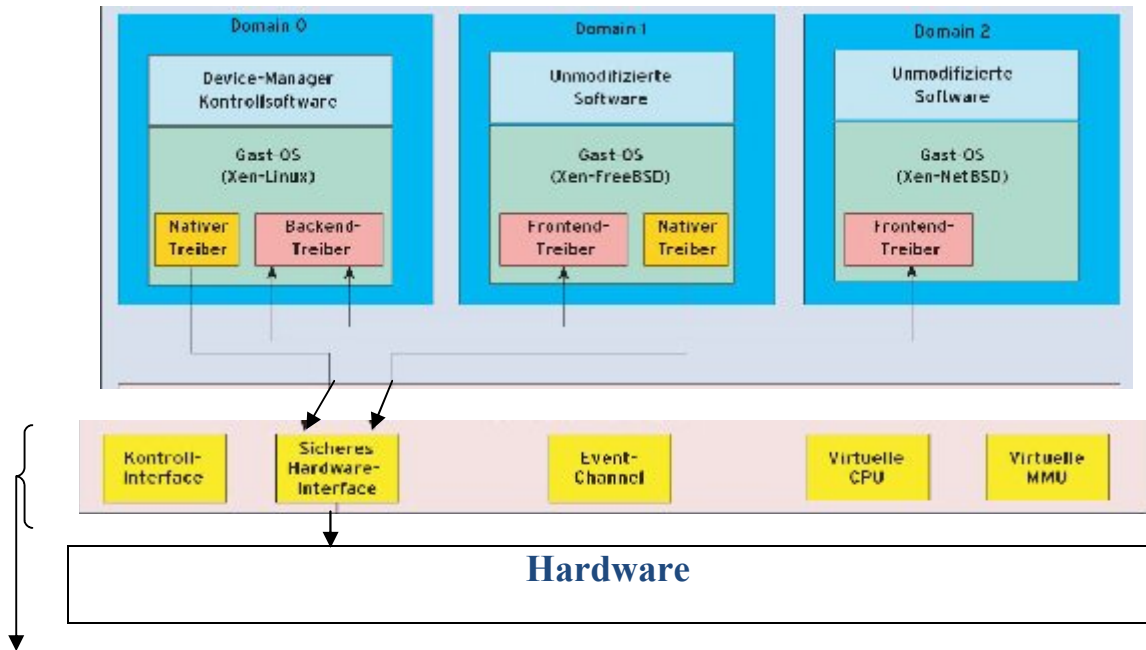 Domain 0
Device-Manager
Kontrollsoftware
Gast-OS
(Xen-Linux)
Nativer
Treiber
Backend-
Treiber
Domain 1
Unmodifizierte
Software
Gast-OS
(Xen-FreeBSD)
Frontend-
Treiber
Nativer
Treiber
Domain 2
Unmodifizierte
Software
Gast-OS
(Xen-NetBSD)
Frontend-
Treiber
Kontroll-
Interface
Sicheres
Hardware-
Interface
Event-
Channel
Virtuelle
CPU
Virtuelle
MMU
Hardware